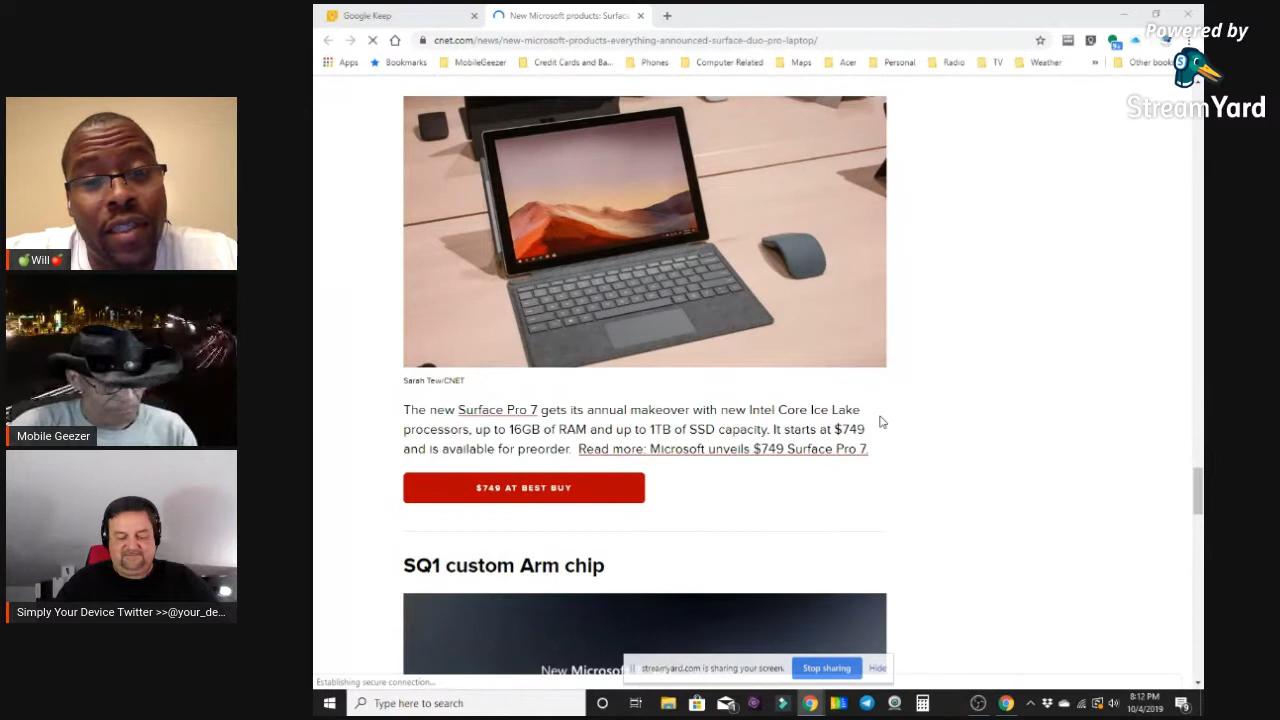 Google Keep
New Microsoft products: Surfac
cnet.com/news/new-microsoft-products-everything-announced-surface-duo-pro-laptop/
Apps
Bookmarks
MobileGeezer
Credit Cards and Ba...
Phones
Computer Related
Maps
Acer
Personal
Radio
TV
Weather
»
Other book
Powered by
StreamYard
Will
Mobile Geezer
Simply Your Device Twitter >>@your_de...
Sarah Tew/CNET
The new Surface Pro 7 gets its annual makeover with new Intel Core Ice Lake
processors, up to 16GB of RAM and up to 1TB of SSD capacity. It starts at $749
and is available for preorder. Read more: Microsoft unveils $749 Surface Pro 7.
$749 AT BEST BUY
SQ1 custom Arm chip
New Microsof
streamyard.com is sharing your screen.
Stop sharing
Hide
Establishing secure connection...
Type here to search
8:12 PM
10/4/2019